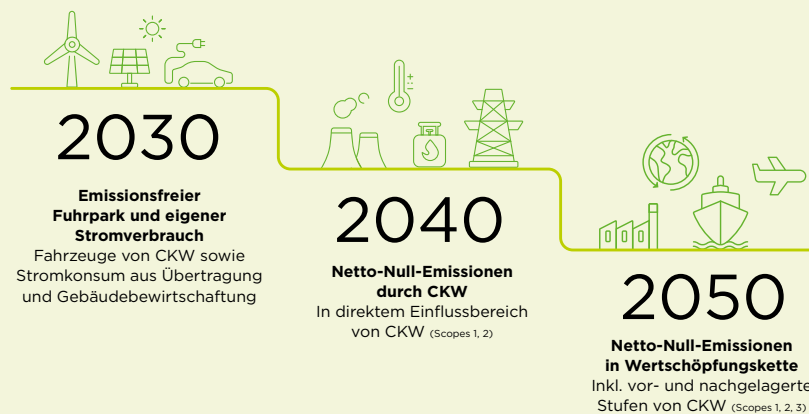 2030
Emissionsfreier
Fuhrpark und eigener
Stromverbrauch
Fahrzeuge von CKW sowie
Stromkonsum aus Übertragung
und Gebäudebewirtschaftung
2040
Netto-Null-Emissionen
durch CKW
In direktem Einflussbereich
von CKW (Scopes 1, 2)
2050
Netto-Null-Emissionen
in Wertschöpfungskette
Inkl. vor- und nachgelagerte
Stufen von CKW (Scopes 1, 2, 3)